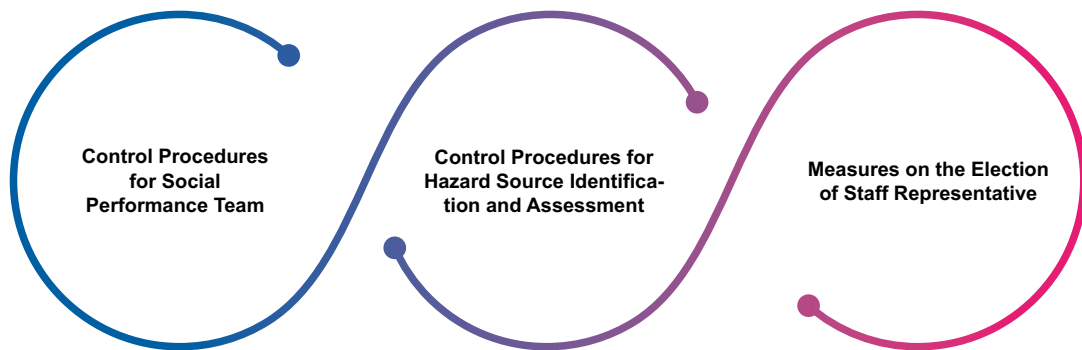 Control Procedures
for Social
Performance Team
Control Procedures for
Hazard Source Identifica-
tion and Assessment
Measures on the Election
of Staff Representative